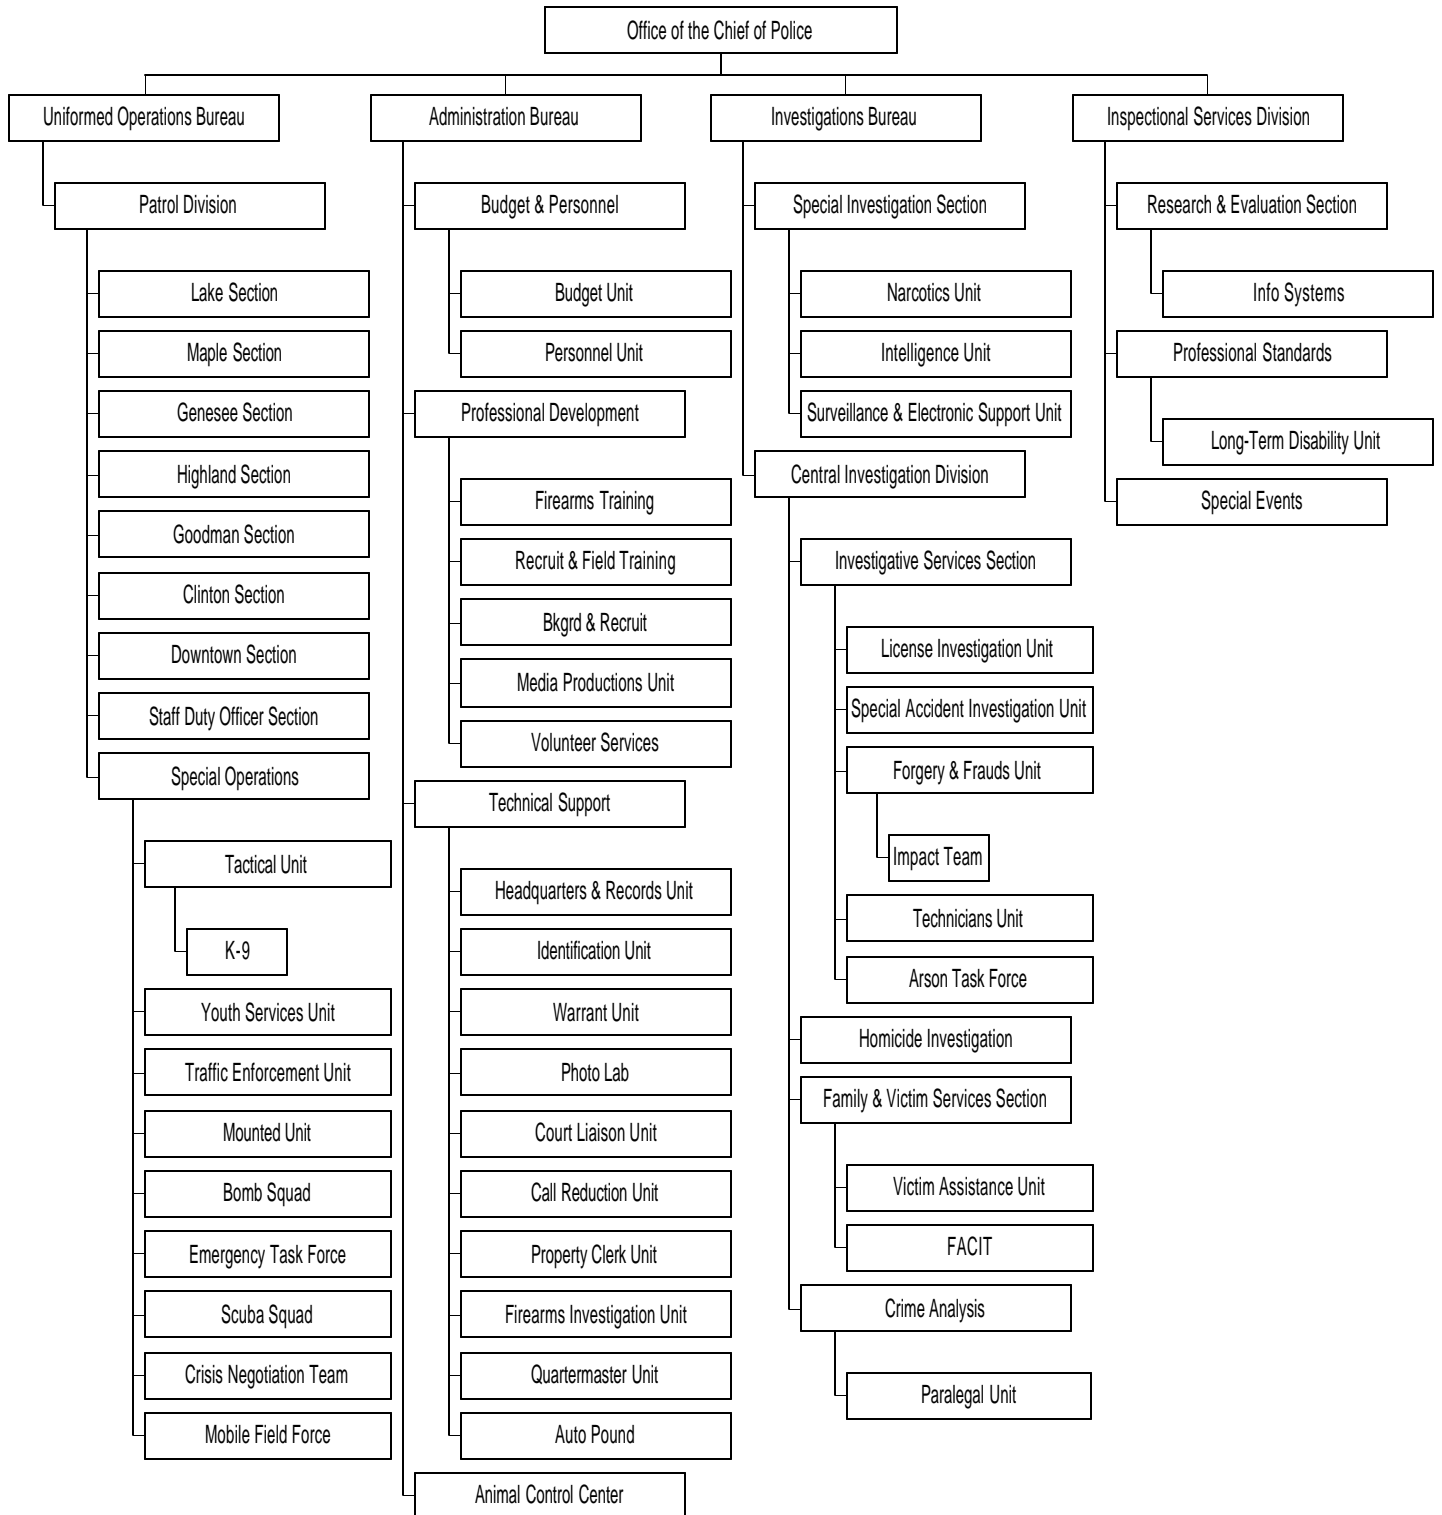 Office of the Chief of Police
Uniformed Operations Bureau
Patrol Division
Lake Section
Maple Section
Genesee Section
Highland Section
Goodman Section
Clinton Section
Downtown Section
Staff Duty Officer Section
Special Operations
Tactical Unit
K-9
Youth Services Unit
Traffic Enforcement Unit
Mounted Unit
Bomb Squad
Emergency Task Force
Scuba Squad
Crisis Negotiation Team
Mobile Field Force
Administration Bureau
Budget & Personnel
Budget Unit
Personnel Unit
Professional Development
Firearms Training
Recruit & Field Training
Bkgrd & Recruit
Media Productions Unit
Volunteer Services
Technical Support
Headquarters & Records Unit
Identification Unit
Warrant Unit
Photo Lab
Court Liaison Unit
Call Reduction Unit
Property Clerk Unit
Firearms Investigation Unit
Quartermaster Unit
Auto Pound
Animal Control Center
Investigations Bureau
Special Investigation Section
Narcotics Unit
Intelligence Unit
Surveillance & Electronic Support Unit
Central Investigation Division
Investigative Services Section
License Investigation Unit
Special Accident Investigation Unit
Forgery & Frauds Unit
Impact Team
Technicians Unit
Arson Task Force
Homicide Investigation
Family & Victim Services Section
Victim Assistance Unit
FACIT
Crime Analysis
Paralegal Unit
Inspectional Services Division
Research & Evaluation Section
Info Systems
Professional Standards
Long-Term Disability Unit
Special Events